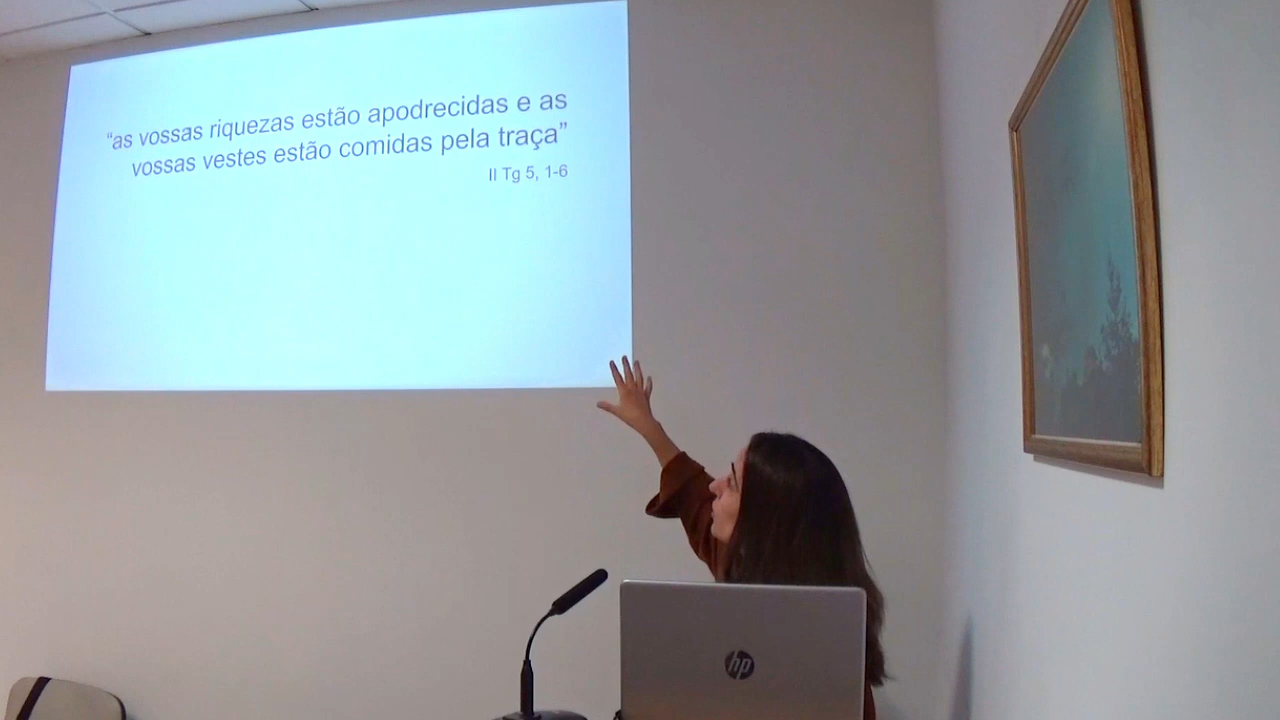 “as vossas riquezas estão apodrecidas e as
vossas vestes estão comidas pela traça”
II Tg 5, 1-6
hp